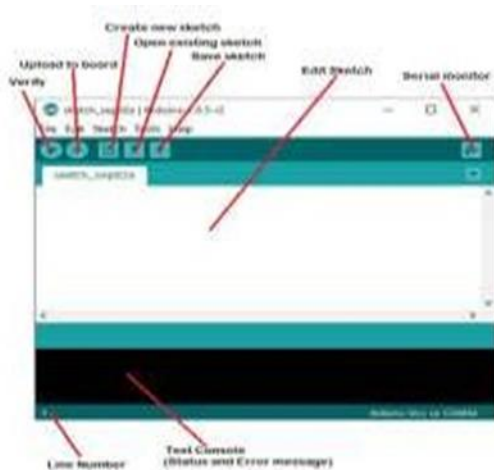 Create new sketch
Open existing sketch
Save sketch
Upload to board
Verify
Edit Sketch
Serial monitor
File Edit Sketch Tools Help
Line Number
Text Console
(Status and Error message)